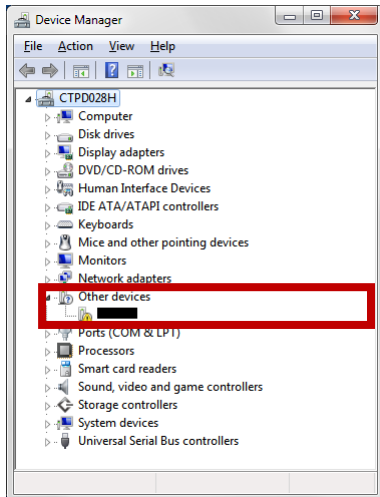 Device Manager
File Action View Help
CTPD028H
Computer
Disk drives
Display adapters
DVD/CD-ROM drives
Human Interface Devices
IDE ATA/ATAPI controllers
Keyboards
Mice and other pointing devices
Monitors
Network adapters
Other devices
Ports (COM & LPT)
Processors
Smart card readers
Sound, video and game controllers
Storage controllers
System devices
Universal Serial Bus controllers